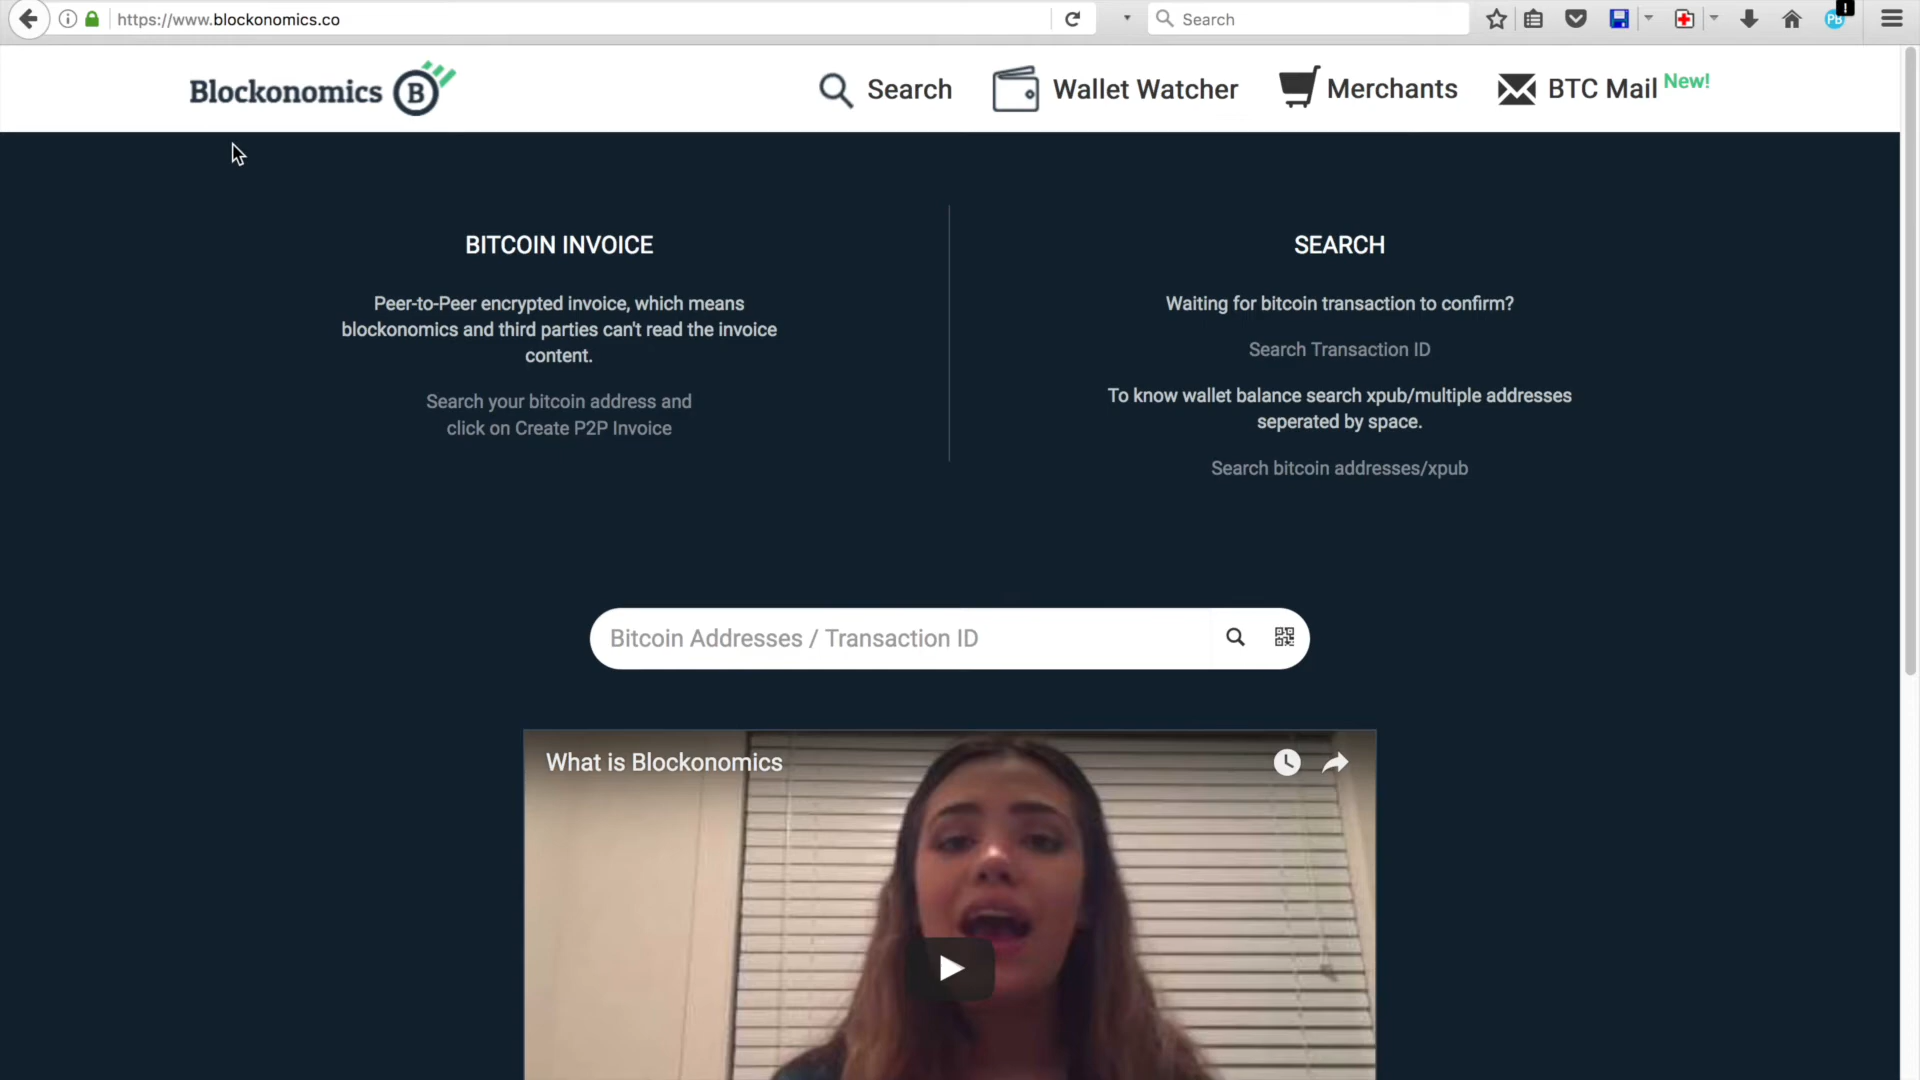 https://www.blockonomics.co
Search
PB
!
Blockonomics B
Search
Wallet Watcher
Merchants
BTC Mail New!
BITCOIN INVOICE
Peer-to-Peer encrypted invoice, which means
blockonomics and third parties can't read the invoice
content.
Search your bitcoin address and
click on Create P2P Invoice
SEARCH
Waiting for bitcoin transaction to confirm?
Search Transaction ID
To know wallet balance search xpub/multiple addresses
seperated by space.
Search bitcoin addresses/xpub
Bitcoin Addresses / Transaction ID
What is Blockonomics